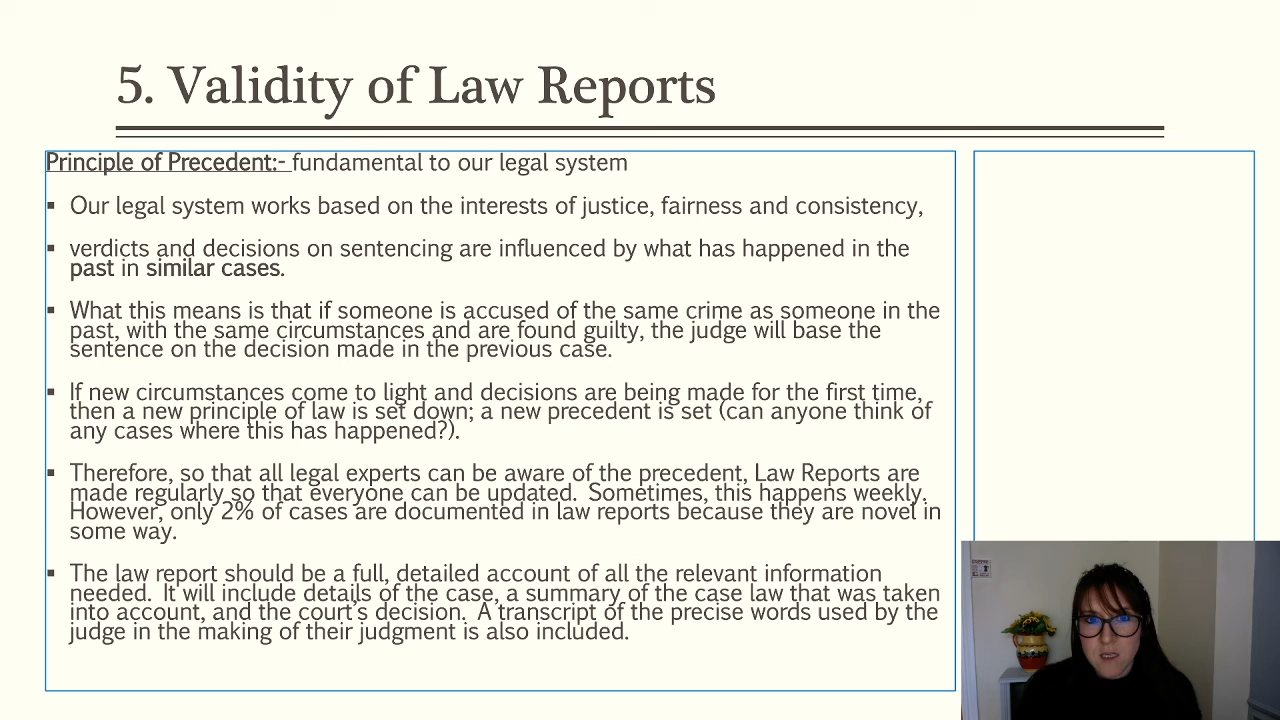 5. Validity of Law Reports
Principle of Precedent:- fundamental to our legal system
▪ Our legal system works based on the interests of justice, fairness and consistency,
▪ verdicts and decisions on sentencing are influenced by what has happened in the
past in similar cases.
▪ What this means is that if someone is accused of the same crime as someone in the
past, with the same circumstances and are found guilty, the judge will base the
sentence on the decision made in the previous case.
▪ If new circumstances come to light and decisions are being made for the first time,
then a new principle of law is set down; a new precedent is set (can anyone think of
any cases where this has happened?).
▪ Therefore, so that all legal experts can be aware of the precedent, Law Reports are
made regularly so that everyone can be updated.  Sometimes, this happens weekly.
However, only 2% of cases are documented in law reports because they are novel in
some way.
▪ The law report should be a full, detailed account of all the relevant information
needed.  It will include details of the case, a summary of the case law that was taken
into account, and the court's decision.  A transcript of the precise words used by the
judge in the making of their judgment is also included.